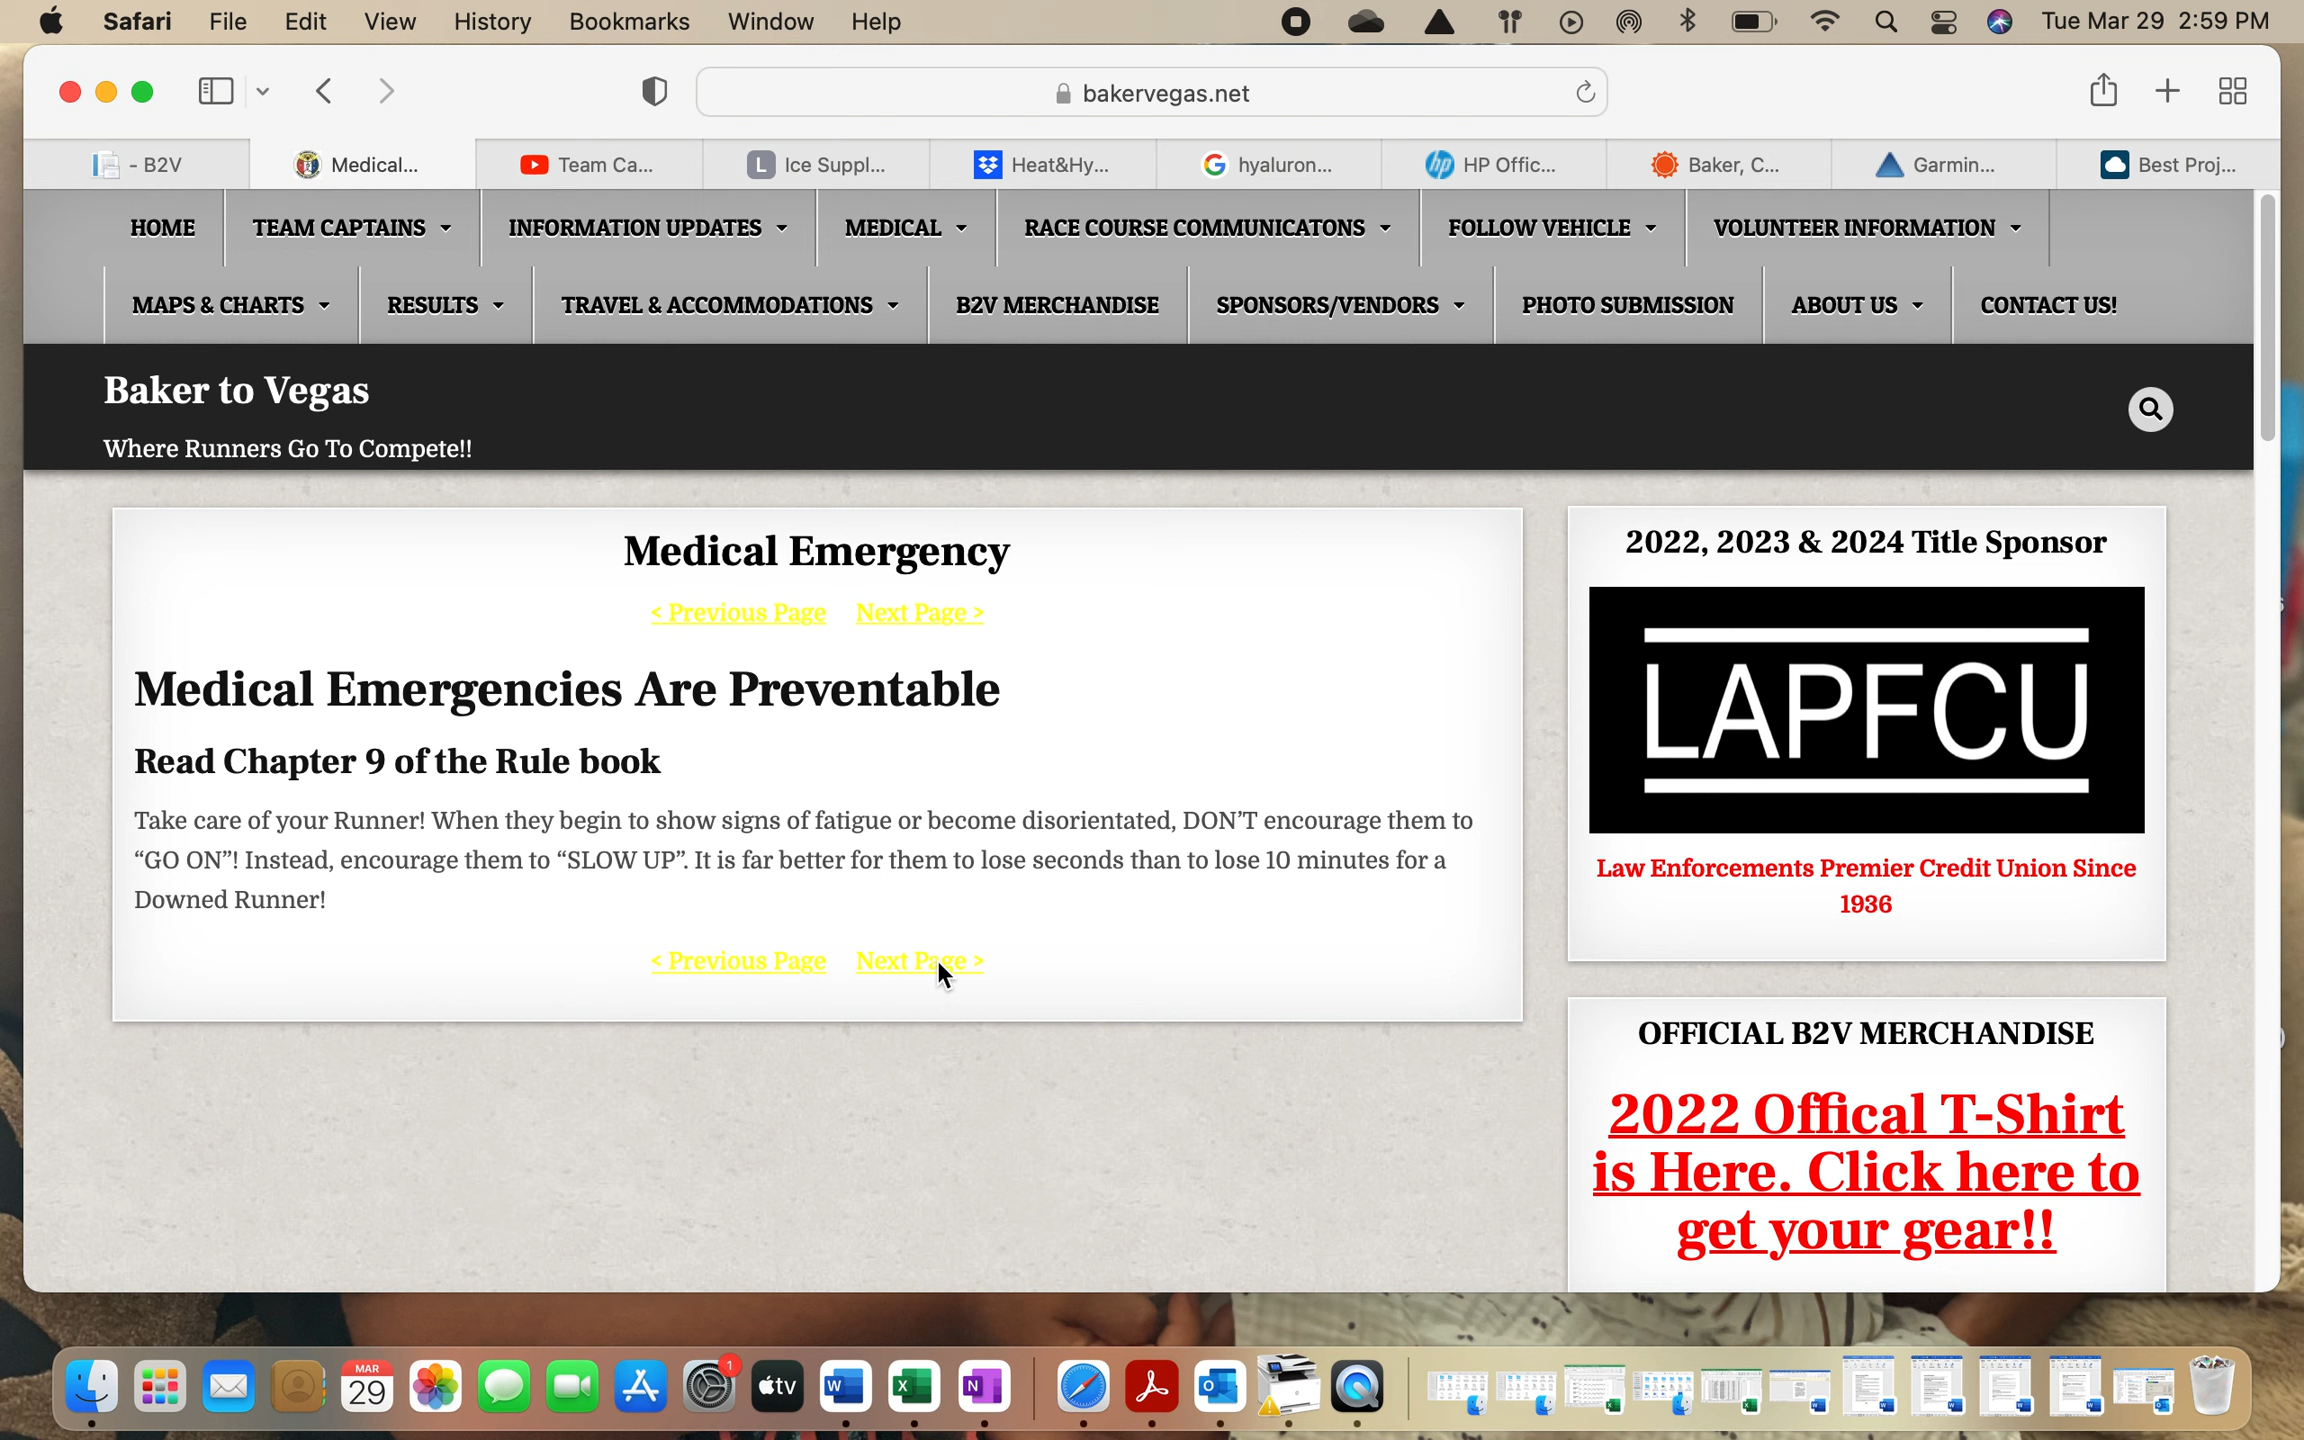 Safari File Edit View History Bookmarks Window Help Tue Mar 29 2:59 PM
bakervegas.net
- B2V Medical... Team Ca... L Ice Suppl... Heat&Hy... G hyaluron... hp HP Offic... Baker, C... Garmin... Best Proj...
HOME TEAM CAPTAINS INFORMATION UPDATES MEDICAL RACE COURSE COMMUNICATONS FOLLOW VEHICLE VOLUNTEER INFORMATION
MAPS & CHARTS RESULTS TRAVEL & ACCOMMODATIONS B2V MERCHANDISE SPONSORS/VENDORS PHOTO SUBMISSION ABOUT US CONTACT US!
Baker to Vegas
Where Runners Go To Compete!!
Medical Emergency
< Previous Page Next Page >
Medical Emergencies Are Preventable
Read Chapter 9 of the Rule book
Take care of your Runner! When they begin to show signs of fatigue or become disorientated, DON'T encourage them to
“GO ON”! Instead, encourage them to “SLOW UP”. It is far better for them to lose seconds than to lose 10 minutes for a
Downed Runner!
< Previous Page Next Page >
2022, 2023 & 2024 Title Sponsor
LAPFCU
Law Enforcements Premier Credit Union Since
1936
OFFICIAL B2V MERCHANDISE
2022 Offical T-Shirt
is Here. Click here to
get your gear!!
MAR
29
1
tv
W
X
N